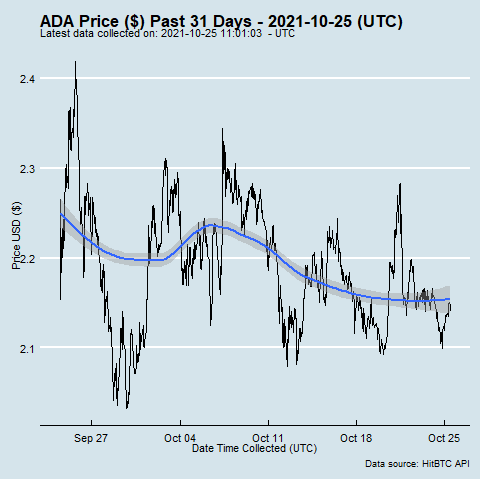 ADA Price ($) Past 31 Days - 2021-10-25 (UTC)
Latest data collected on: 2021-10-25 11:01:03 - UTC
2.4
2.3
2.2
2.1
Price USD ($)
Sep 27
Oct 04
Oct 11
Oct 18
Oct 25
Date Time Collected (UTC)
Data source: HitBTC API